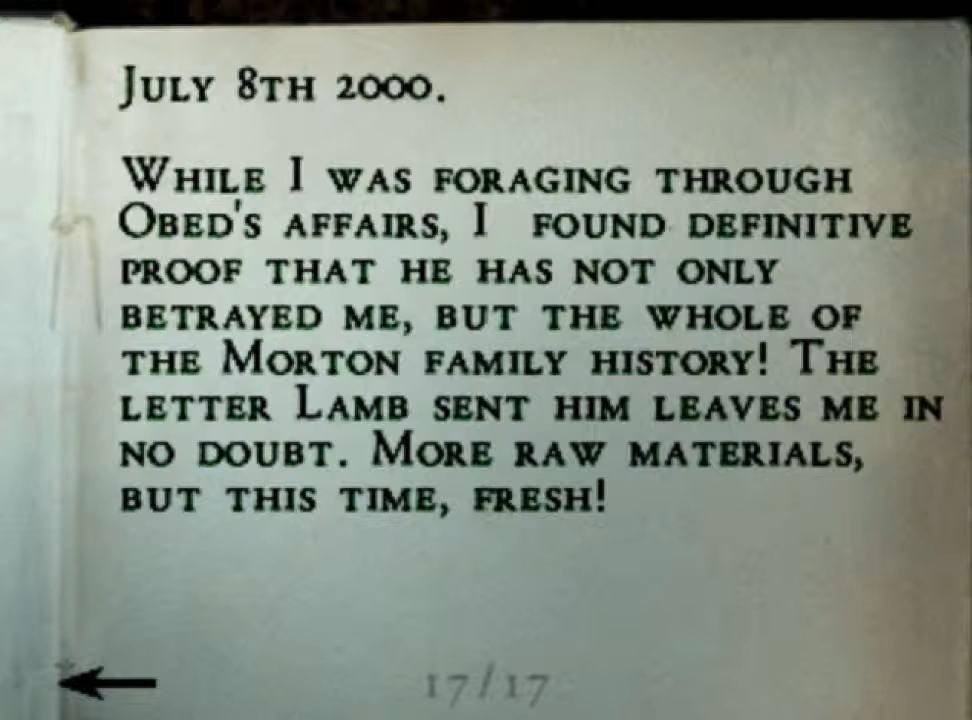 July 8th 2000.
While I was foraging through
Obed's affairs, I found definitive
proof that he has not only
betrayed me, but the whole of
the Morton family history! The
letter Lamb sent him leaves me in
no doubt. More raw materials,
but this time, fresh!
17/17